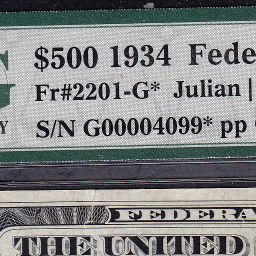 $500 1934 Fede
Fr#2201-G* Julian |
S/N G00004099* pp
FEDERA
THE UNITED